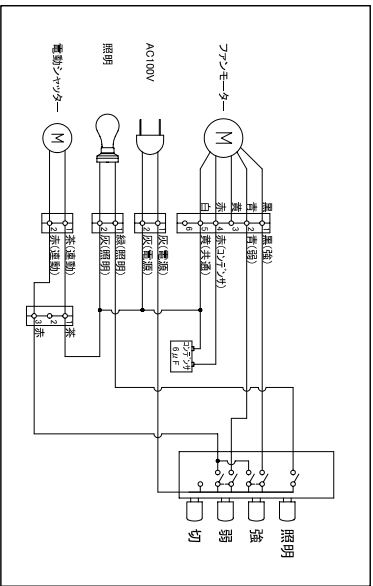 ファンモーター
AC100V
照明
電動シャッター
M
M
黒
青
黄
赤
白
1 黒(強)
2 青(弱)
3
4 赤(コンデンサ)
5 黄(共通)
6
1 灰(電源)
2 灰(電源)
1 緑(照明)
2 灰(照明)
1 茶(連動)
2 赤(連動)
1 茶
2
3 赤
コンデンサ
6μF
照明
強
弱
切